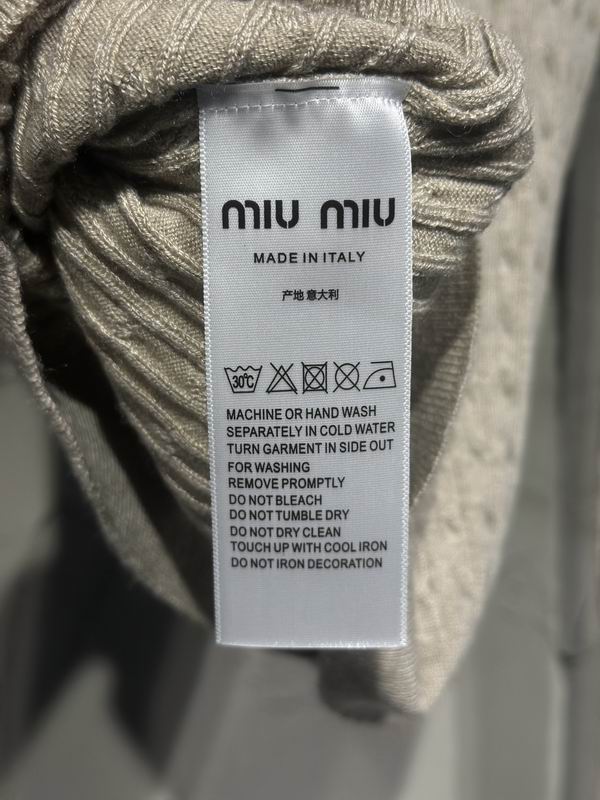 MIU MIU
MADE IN ITALY
产地 意大利
30℃
MACHINE OR HAND WASH
SEPARATELY IN COLD WATER
TURN GARMENT IN SIDE OUT
FOR WASHING
REMOVE PROMPTLY
DO NOT BLEACH
DO NOT TUMBLE DRY
DO NOT DRY CLEAN
TOUCH UP WITH COOL IRON
DO NOT IRON DECORATION